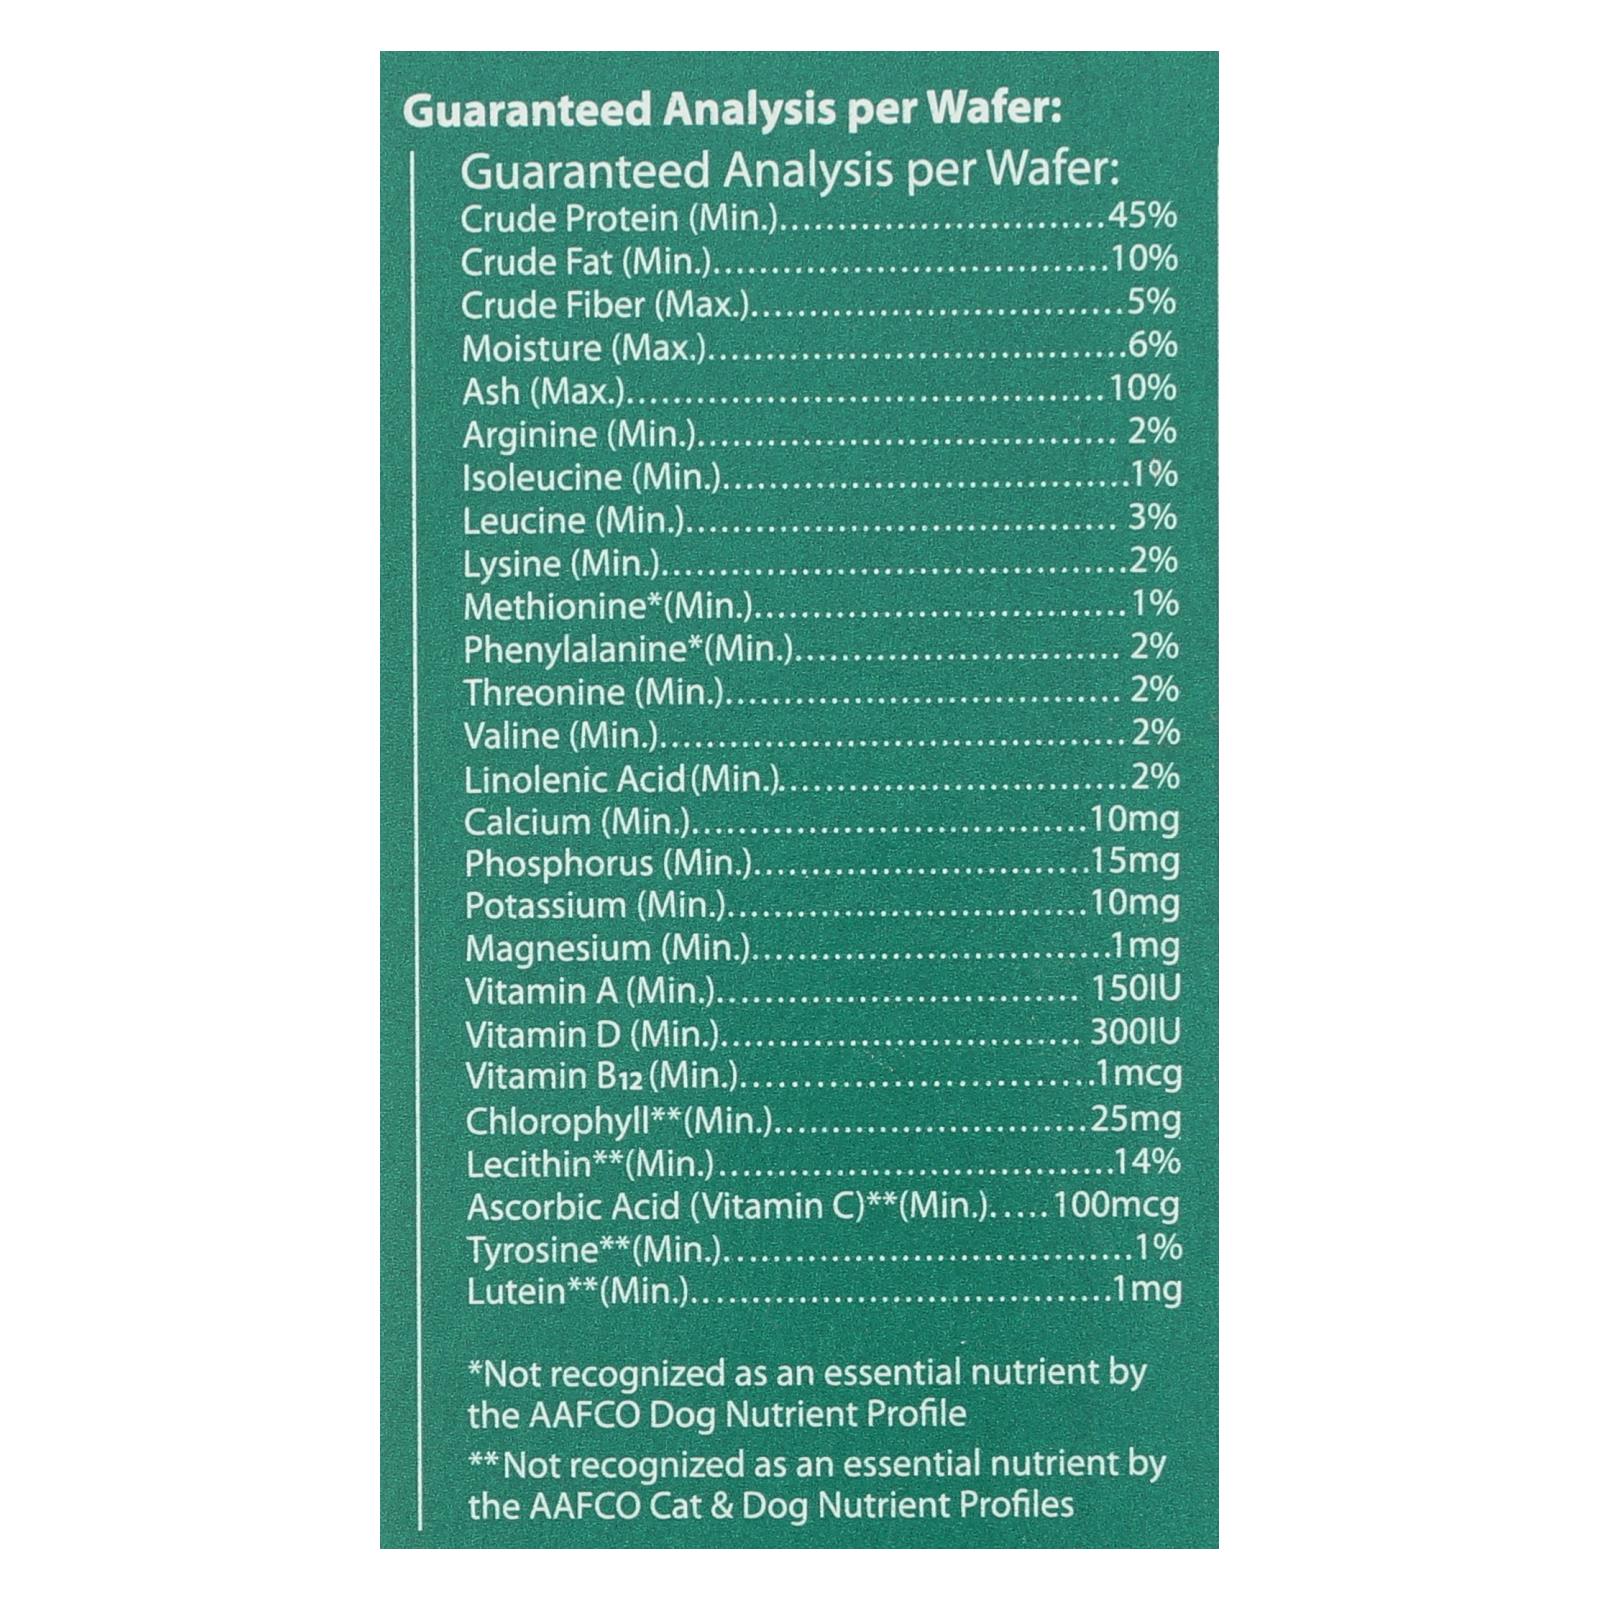 Guaranteed Analysis per Wafer:
Guaranteed Analysis per Wafer:
Crude Protein (Min.)............................45%
Crude Fat (Min.)..................................10%
Crude Fiber (Max.)................................5%
Moisture (Max.)....................................6%
Ash (Max.).........................................10%
Arginine (Min.).................................... 2%
Isoleucine (Min.)...................................1%
Leucine (Min.)..................................... 3%
Lysine (Min.)........................................2%
Methionine*(Min.)................................1%
Phenylalanine*(Min.)............................ 2%
Threonine (Min.).................................. 2%
Valine (Min.)........................................2%
Linolenic Acid (Min.)..............................2%
Calcium (Min.)..................................10mg
Phosphorus (Min.).............................15mg
Potassium (Min.)...............................10mg
Magnesium (Min.)...............................1mg
Vitamin A (Min.)............................... 150IU
Vitamin D (Min.)............................... 300IU
Vitamin B12 (Min.)...............................1mcg
Chlorophyll**(Min.)...........................25mg
Lecithin**(Min.)..................................14%
Ascorbic Acid (Vitamin C)**(Min.).....100mcg
Tyrosine**(Min.)...................................1%
Lutein**(Min.)....................................1mg
*Not recognized as an essential nutrient by
the AAFCO Dog Nutrient Profile
**Not recognized as an essential nutrient by
the AAFCO Cat & Dog Nutrient Profiles